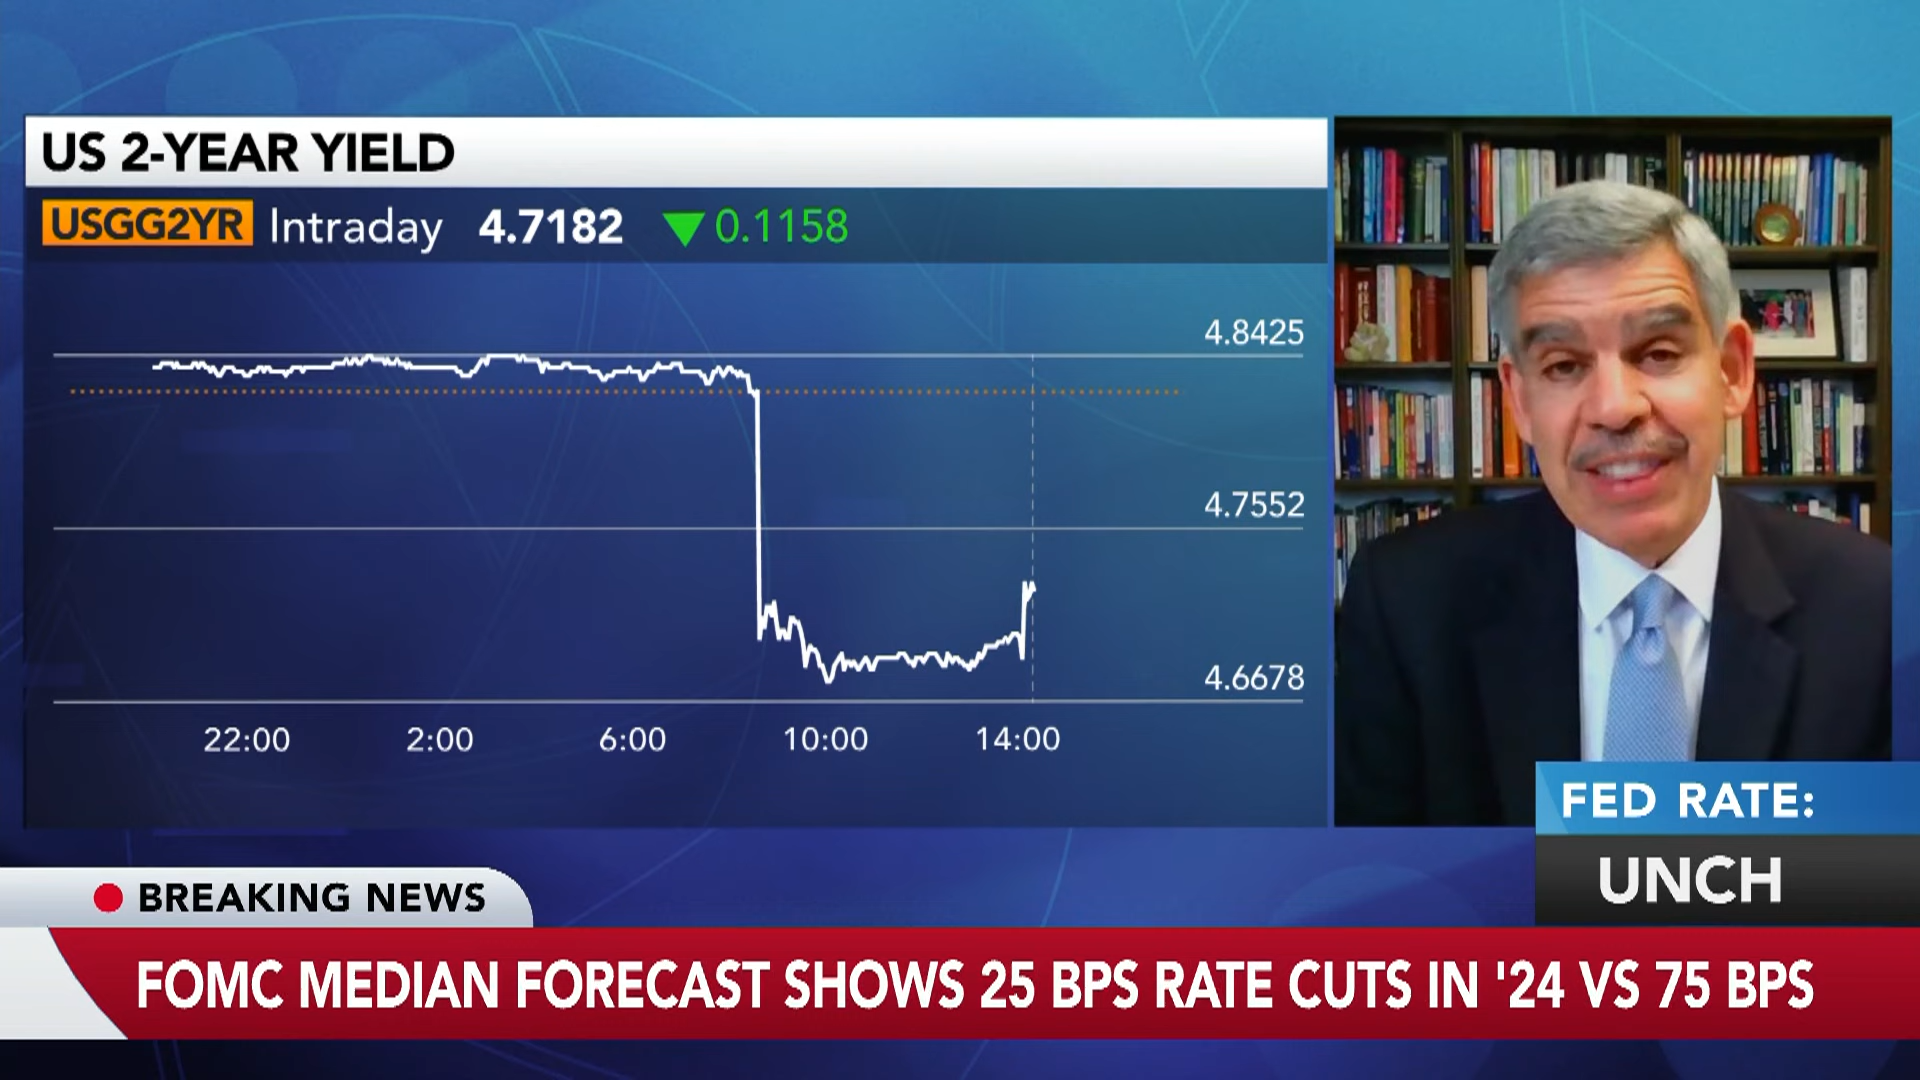 US 2-YEAR YIELD
USGG2YR Intraday 4.7182 ▼0.1158
4.8425
4.7552
4.6678
22:00 2:00 6:00 10:00 14:00
FED RATE:
UNCH
BREAKING NEWS
FOMC MEDIAN FORECAST SHOWS 25 BPS RATE CUTS IN '24 VS 75 BPS